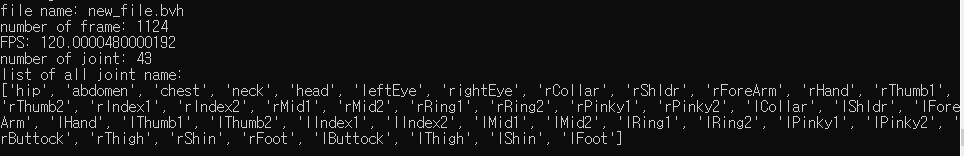 file name: new_file.bvh
number of frame: 1124
FPS: 120.0000480000192
number of joint: 43
list of all joint name:
['hip', 'abdomen', 'chest', 'neck', 'head', 'leftEye', 'rightEye', 'rCollar', 'rShldr', 'rForeArm', 'rHand', 'rThumb1',
'rThumb2', 'rIndex1', 'rIndex2', 'rMid1', 'rMid2', 'rRing1', 'rRing2', 'rPinky1', 'rPinky2', 'lCollar', 'lShldr', 'lFore
Arm', 'lHand', 'lThumb1', 'lThumb2', 'lIndex1', 'lIndex2', 'lMid1', 'lMid2', 'lRing1', 'lRing2', 'lPinky1', 'lPinky2', '
rButtock', 'rThigh', 'rShin', 'rFoot', 'lButtock', 'lThigh', 'lShin', 'lFoot']